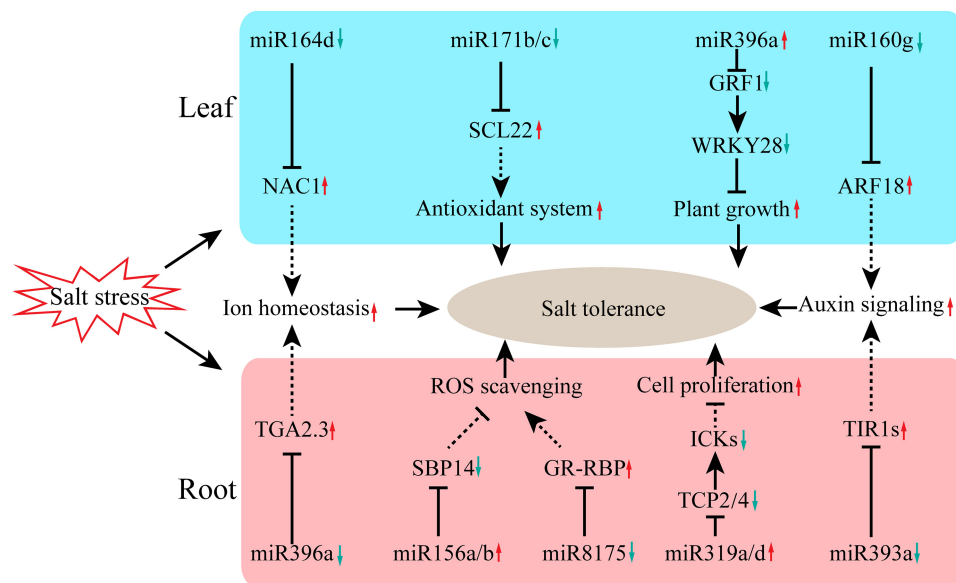 miR164d
miR171b/c
miR396a
miR160g
GRF1
Leaf
SCL22
WRKY28
NAC1
ARF18
Antioxidant system
Plant growth
Salt stress
Ion homeostasis
Salt tolerance
Auxin signaling
ROS scavenging
Cell proliferation
TGA2.3
ICKs
TIR1s
SBP14
GR-RBP
Root
TCP2/4
miR396a
miR156a/b
miR8175
miR319a/d
miR393a